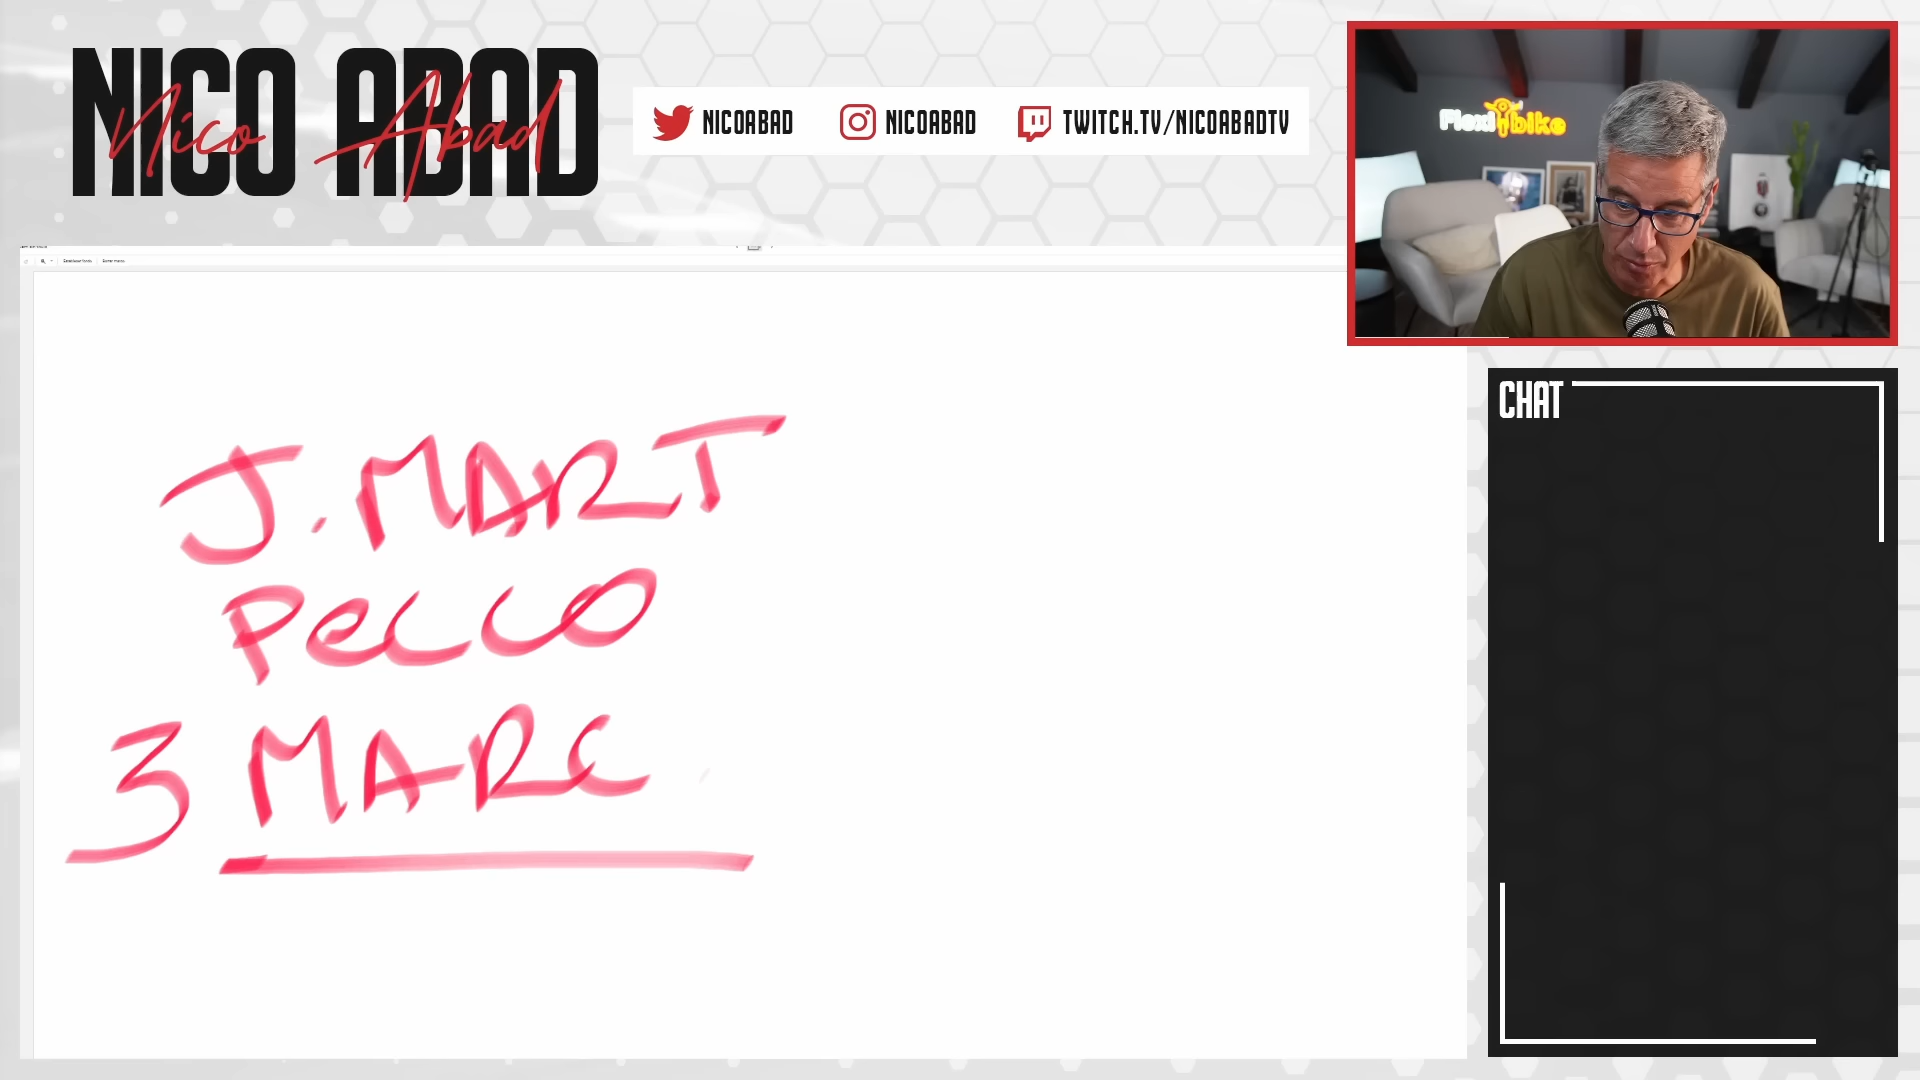 NICO ABAD
Nico Abad
NICOABAD
NICOABAD
TWITCH.TV/NICOABADTV
Flexibike
CHAT
J. MART
Pecco
3 MARC